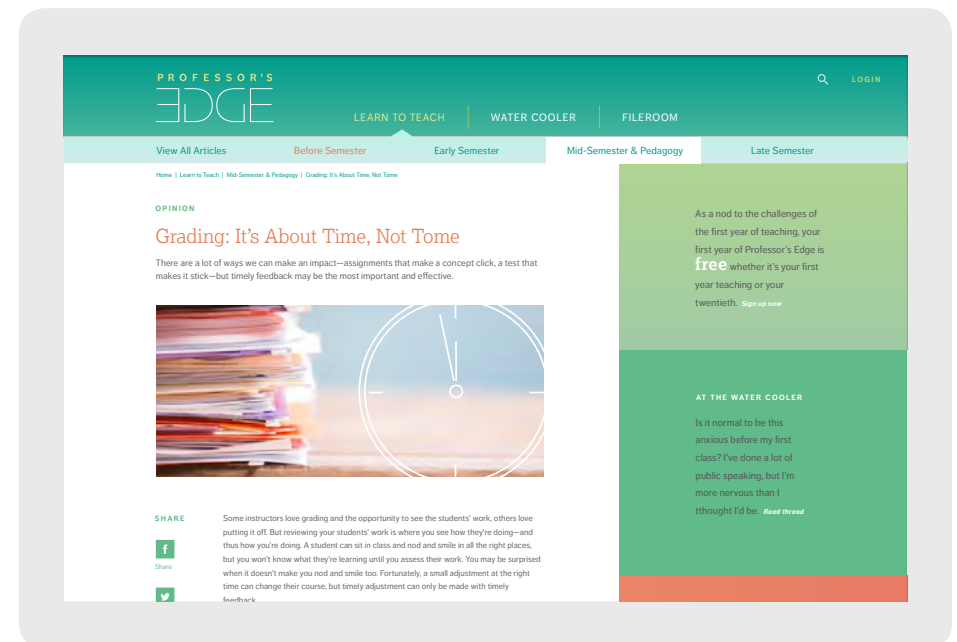 PROFESSOR'S
EDGE
LOGIN
LEARN TO TEACH
WATER COOLER
FILEROOM
View All Articles
Before Semester
Early Semester
Mid-Semester & Pedagogy
Late Semester
Home | Learn to Teach | Mid-Semester & Pedagogy | Grading: It's About Time, Not Tome
OPINION
Grading: It's About Time, Not Tome
There are a lot of ways we can make an impact—assignments that make a concept click, a test that
makes it stick—but timely feedback may be the most important and effective.
SHARE
Share
Some instructors love grading and the opportunity to see the students' work, others love
putting it off. But reviewing your students' work is where you see how they're doing—and
thus how you're doing. A student can sit in class and nod and smile in all the right places,
but you won't know what they're learning until you assess their work. You may be surprised
when it doesn't make you nod and smile too. Fortunately, a small adjustment at the right
time can change their course, but timely adjustment can only be made with timely
feedback.
As a nod to the challenges of
the first year of teaching, your
first year of Professor's Edge is
free whether it's your first
year teaching or your
twentieth. Sign up now
AT THE WATER COOLER
Is it normal to be this
anxious before my first
class? I've done a lot of
public speaking, but I'm
more nervous than I
tthought I'd be. Read thread